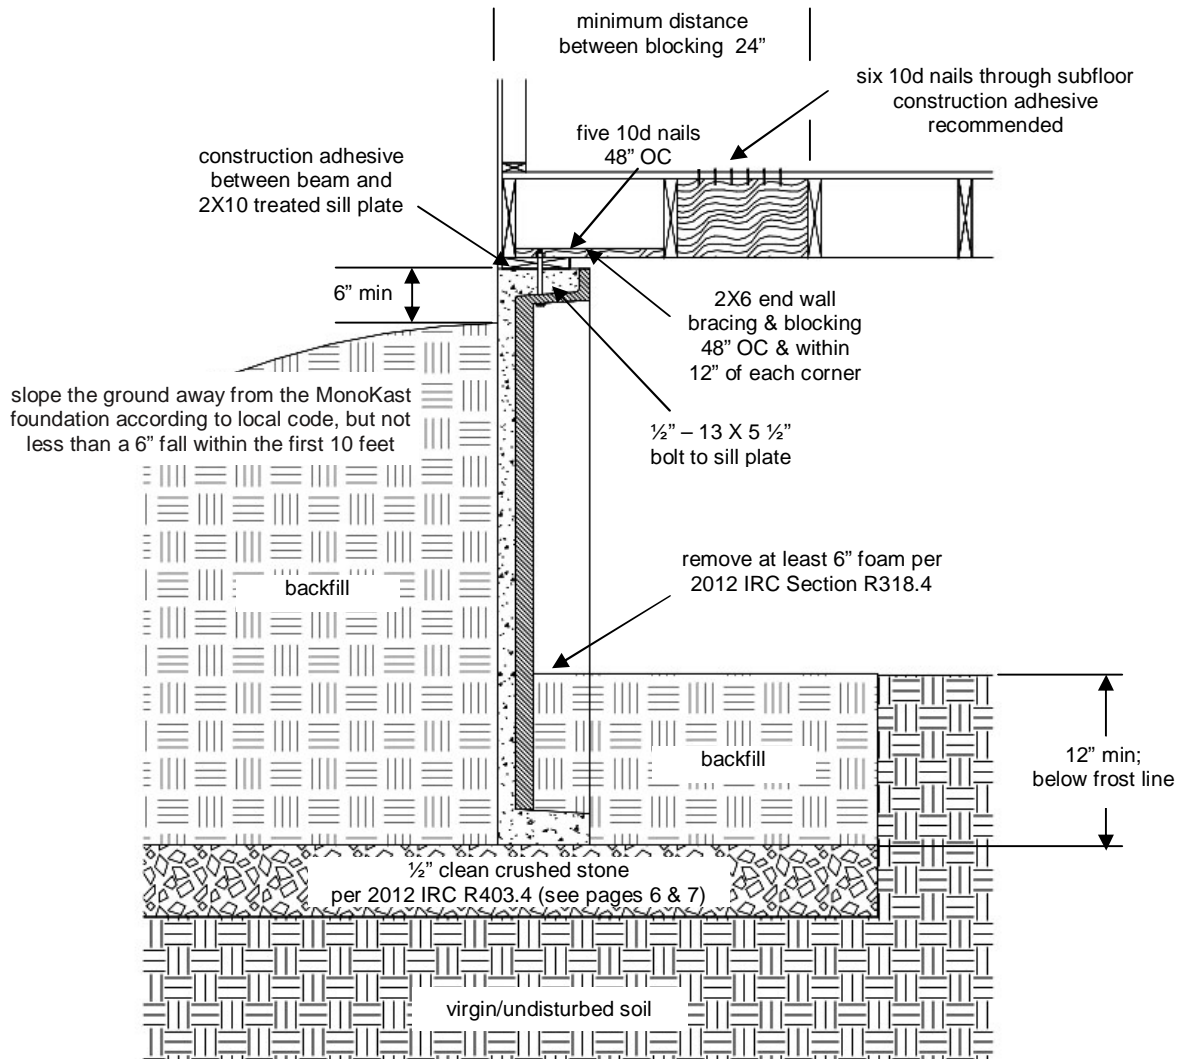 minimum distance
between blocking 24”
six 10d nails through subfloor
construction adhesive
recommended
five 10d nails
48” OC
construction adhesive
between beam and
2X10 treated sill plate
6” min
2X6 end wall
bracing & blocking
48” OC & within
12” of each corner
slope the ground away from the MonoKast
foundation according to local code, but not
less than a 6” fall within the first 10 feet
½” – 13 X 5 ½”
bolt to sill plate
remove at least 6” foam per
2012 IRC Section R318.4
backfill
backfill
12” min;
below frost line
½” clean crushed stone
per 2012 IRC R403.4 (see pages 6 & 7)
virgin/undisturbed soil